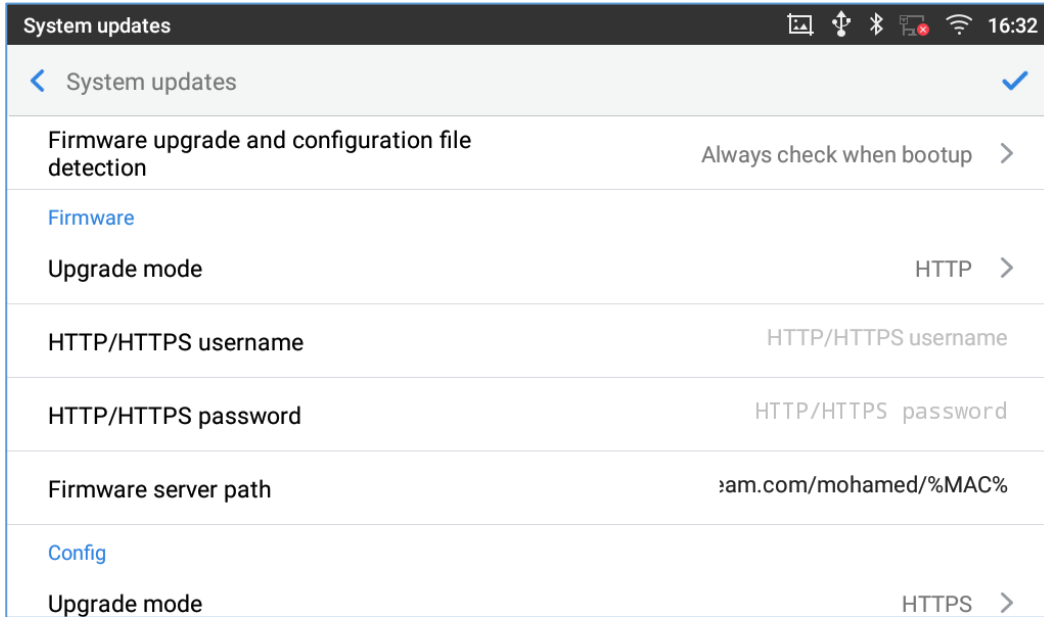 System updates 16:32
System updates
Firmware upgrade and configuration file
detection
Always check when bootup
Firmware
Upgrade mode HTTP
HTTP/HTTPS username HTTP/HTTPS username
HTTP/HTTPS password HTTP/HTTPS password
Firmware server path eam.com/mohamed/%MAC%
Config
Upgrade mode HTTPS